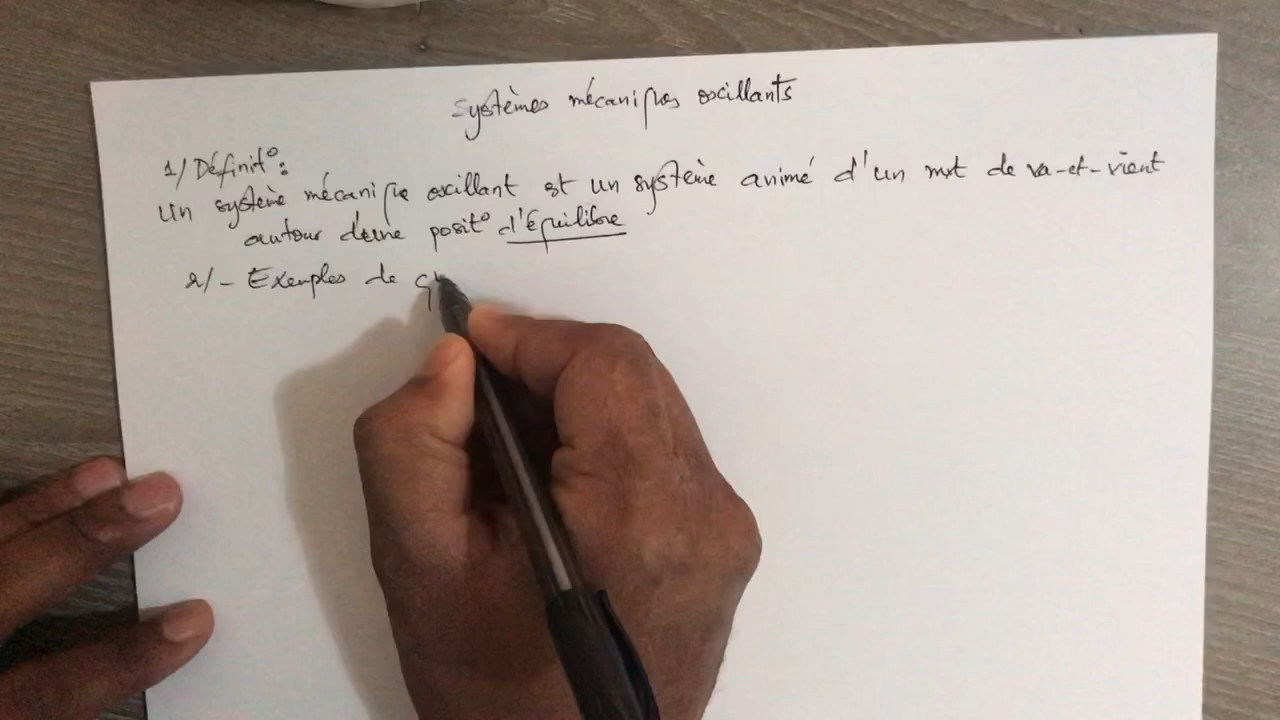 Systèmes mécaniques oscillants
1/ Définit°:
Un système mécanique oscillant est un système animé d'un mvt de va-et-vient
autour d'une posit° d'équilibre
2/- Exemples de